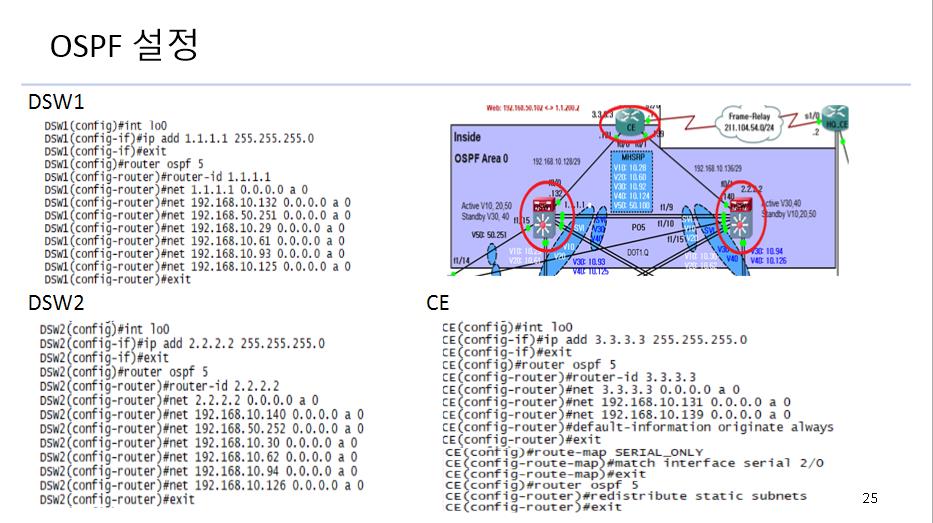 OSPF 설정
DSW1
DSW1(config)#int lo0
DSW1(config-if)#ip add 1.1.1.1 255.255.255.0
DSW1(config-if)#exit
DSW1(config)#router ospf 5
DSW1(config-router)#router-id 1.1.1.1
DSW1(config-router)#net 1.1.1.1 0.0.0.0 a 0
DSW1(config-router)#net 192.168.10.132 0.0.0.0 a 0
DSW1(config-router)#net 192.168.50.251 0.0.0.0 a 0
DSW1(config-router)#net 192.168.10.29 0.0.0.0 a 0
DSW1(config-router)#net 192.168.10.61 0.0.0.0 a 0
DSW1(config-router)#net 192.168.10.93 0.0.0.0 a 0
DSW1(config-router)#net 192.168.10.125 0.0.0.0 a 0
DSW1(config-router)#exit
Web: 192.168.50.102 <-> 1.1.200.2
3.3.3.3
CE
Frame-Relay
211.104.54.0/24
s1/0
.2
HQ_CE
Inside
OSPF Area 0
192.168.10.128/29
MHSRP
V10: 10.28
V20: 10.60
V30: 10.92
V40: 10.124
V50: 50.100
192.168.10.136/29
.132
2.2.2.2
.140
Active V10,20,50
Standby V30, 40
1.1.1.1
f1/9
f1/10
f1/15
PO5
DOT1.Q
Active V30,40
Standby V10,20,50
V50: 50.251
f1/14
V30: 10.93
V40: 10.125
V30: 10.94
V40: 10.126
DSW2
DSW2(config)#int lo0
DSW2(config-if)#ip add 2.2.2.2 255.255.255.0
DSW2(config-if)#exit
DSW2(config)#router ospf 5
DSW2(config-router)#router-id 2.2.2.2
DSW2(config-router)#net 2.2.2.2 0.0.0.0 a 0
DSW2(config-router)#net 192.168.10.140 0.0.0.0 a 0
DSW2(config-router)#net 192.168.50.252 0.0.0.0 a 0
DSW2(config-router)#net 192.168.10.30 0.0.0.0 a 0
DSW2(config-router)#net 192.168.10.62 0.0.0.0 a 0
DSW2(config-router)#net 192.168.10.94 0.0.0.0 a 0
DSW2(config-router)#net 192.168.10.126 0.0.0.0 a 0
DSW2(config-router)#exit
CE
CE(config)#int lo0
CE(config-if)#ip add 3.3.3.3 255.255.255.0
CE(config-if)#exit
CE(config)#router ospf 5
CE(config-router)#router-id 3.3.3.3
CE(config-router)#net 3.3.3.3 0.0.0.0 a 0
CE(config-router)#net 192.168.10.131 0.0.0.0 a 0
CE(config-router)#net 192.168.10.139 0.0.0.0 a 0
CE(config-router)#default-information originate always
CE(config-router)#exit
CE(config)#route-map SERIAL_ONLY
CE(config-route-map)#match interface serial 2/0
CE(config-route-map)#exit
CE(config)#router ospf 5
CE(config-router)#redistribute static subnets
CE(config-router)#exit
25